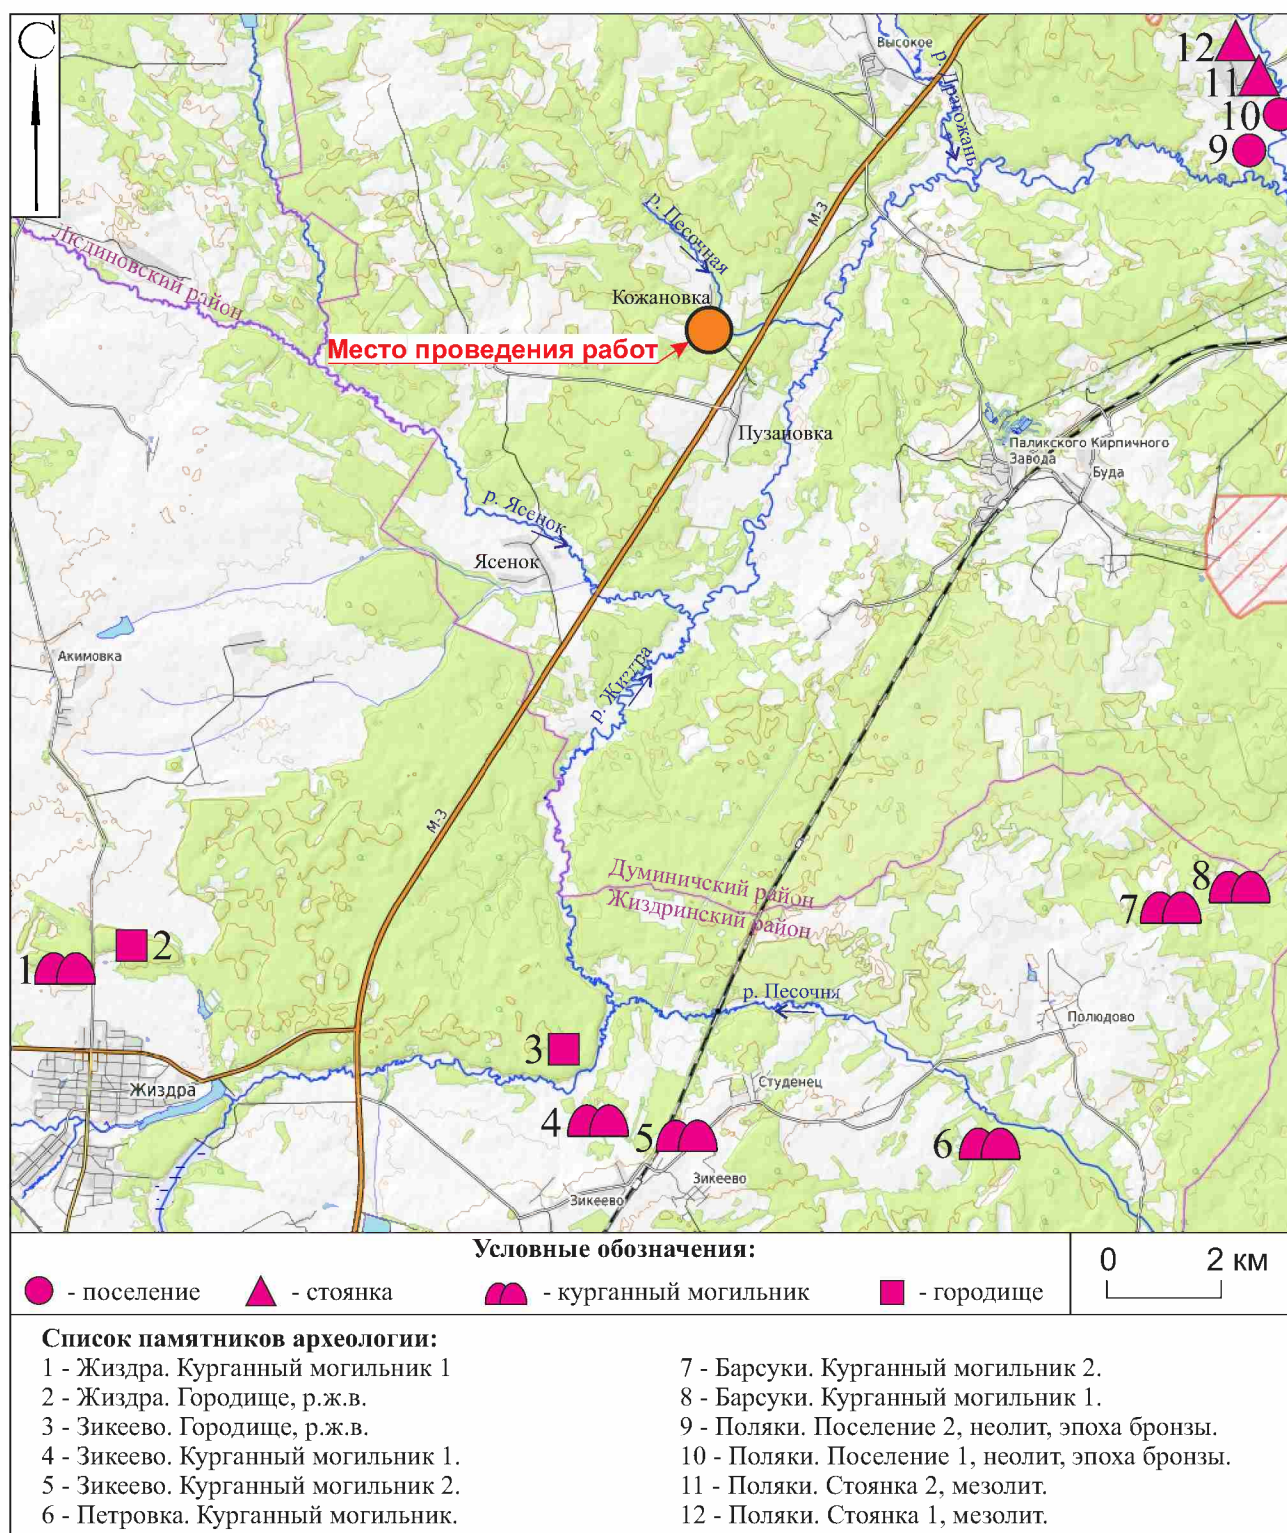 С
Высокое
р. Драгожань
12
11
10
9
М-3
р. Песочная
Людиновский район
Кожановка
Место проведения работ
Пузановка
Паликского Кирпичного
Завода
Буда
р. Ясенок
Ясенок
Акимовка
р. Жиздра
М-3
Думиничский район
Жиздринский район
8
7
1
2
р. Песочня
Полюдово
3
Студенец
Жиздра
4
5
6
Зикеево
Зикеево
Условные обозначения:
- поселение
- стоянка
- курганный могильник
- городище
0 2 км
Список памятников археологии:
1 - Жиздра. Курганный могильник 1
2 - Жиздра. Городище, р.ж.в.
3 - Зикеево. Городище, р.ж.в.
4 - Зикеево. Курганный могильник 1.
5 - Зикеево. Курганный могильник 2.
6 - Петровка. Курганный могильник.
7 - Барсуки. Курганный могильник 2.
8 - Барсуки. Курганный могильник 1.
9 - Поляки. Поселение 2, неолит, эпоха бронзы.
10 - Поляки. Поселение 1, неолит, эпоха бронзы.
11 - Поляки. Стоянка 2, мезолит.
12 - Поляки. Стоянка 1, мезолит.